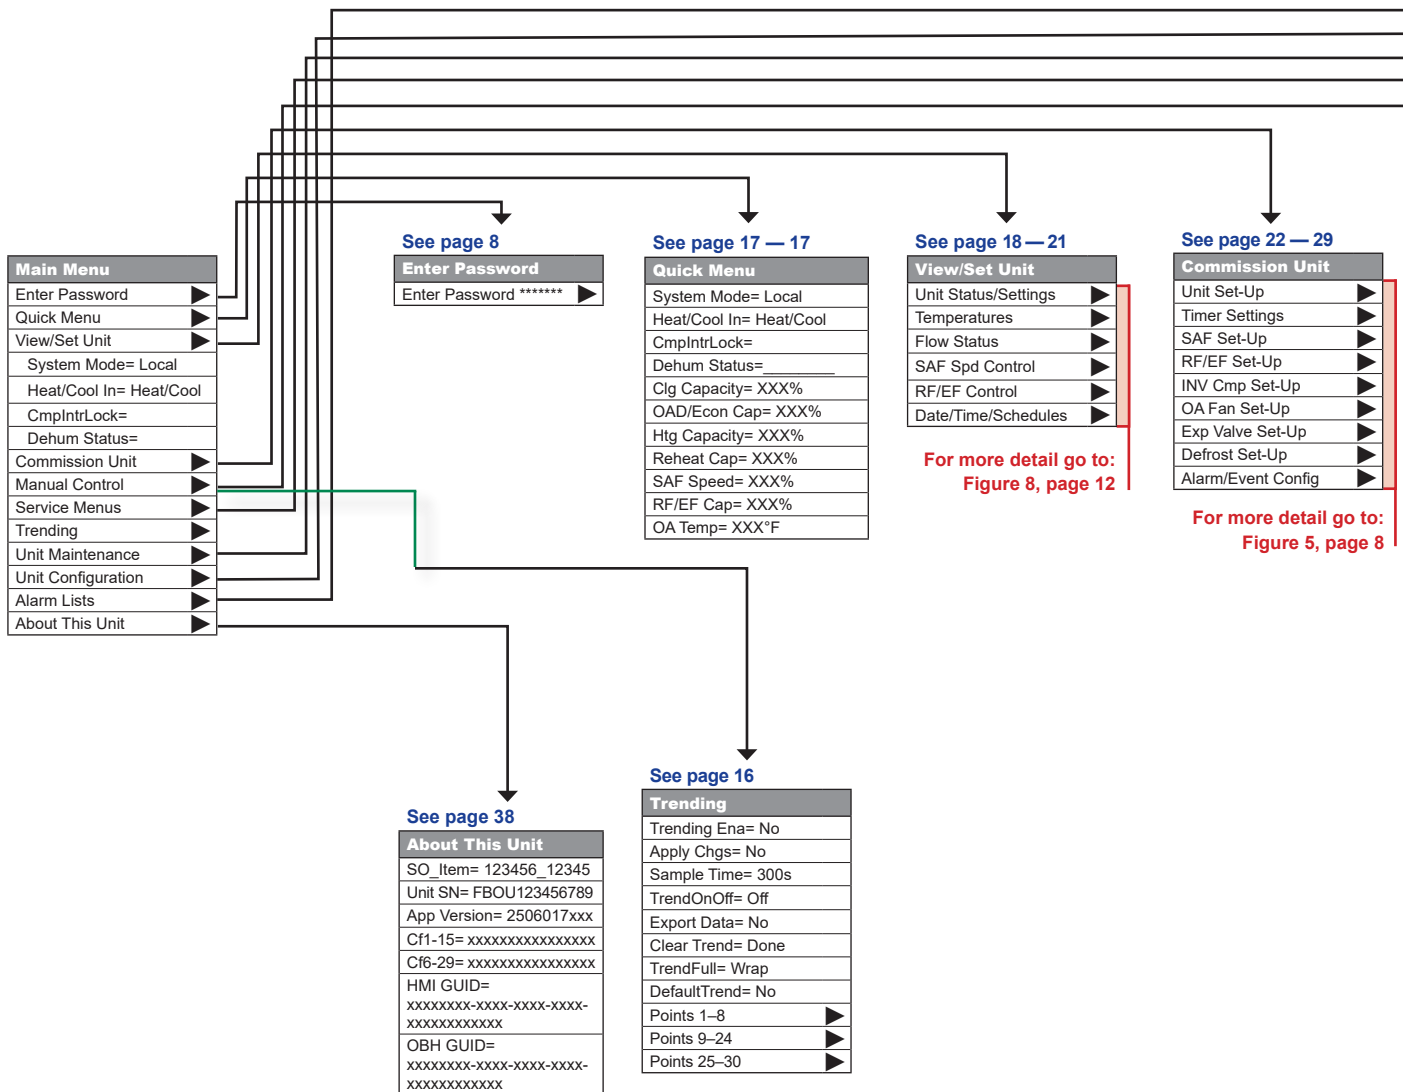 Main Menu
Enter Password
Quick Menu
View/Set Unit
System Mode= Local
Heat/Cool In= Heat/Cool
CmpIntrLock=
Dehum Status=
Commission Unit
Manual Control
Service Menus
Trending
Unit Maintenance
Unit Configuration
Alarm Lists
About This Unit
See page 8
Enter Password
Enter Password *******
See page 17 — 17
Quick Menu
System Mode= Local
Heat/Cool In= Heat/Cool
CmpIntrLock=
Dehum Status=________
Clg Capacity= XXX%
OAD/Econ Cap= XXX%
Htg Capacity= XXX%
Reheat Cap= XXX%
SAF Speed= XXX%
RF/EF Cap= XXX%
OA Temp= XXX°F
See page 18 — 21
View/Set Unit
Unit Status/Settings
Temperatures
Flow Status
SAF Spd Control
RF/EF Control
Date/Time/Schedules
For more detail go to:
Figure 8, page 12
See page 22 — 29
Commission Unit
Unit Set-Up
Timer Settings
SAF Set-Up
RF/EF Set-Up
INV Cmp Set-Up
OA Fan Set-Up
Exp Valve Set-Up
Defrost Set-Up
Alarm/Event Config
For more detail go to:
Figure 5, page 8
See page 38
About This Unit
SO_Item= 123456_12345
Unit SN= FBOU123456789
App Version= 2506017xxx
Cf1-15= xxxxxxxxxxxxxxxx
Cf6-29= xxxxxxxxxxxxxxxx
HMI GUID=
xxxxxxxx-xxxx-xxxx-xxxx-
xxxxxxxxxxxx
OBH GUID=
xxxxxxxx-xxxx-xxxx-xxxx-
xxxxxxxxxxxx
See page 16
Trending
Trending Ena= No
Apply Chgs= No
Sample Time= 300s
TrendOnOff= Off
Export Data= No
Clear Trend= Done
TrendFull= Wrap
DefaultTrend= No
Points 1–8
Points 9–24
Points 25–30